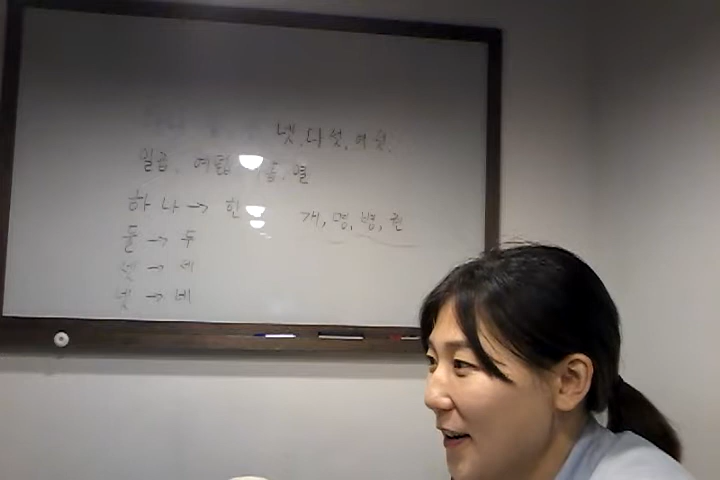 넷, 다섯, 여섯,
일곱, 여덟 열
하나 → 한
개, 명, 병, 권
둘 → 두
셋 → 세
넷 → 네